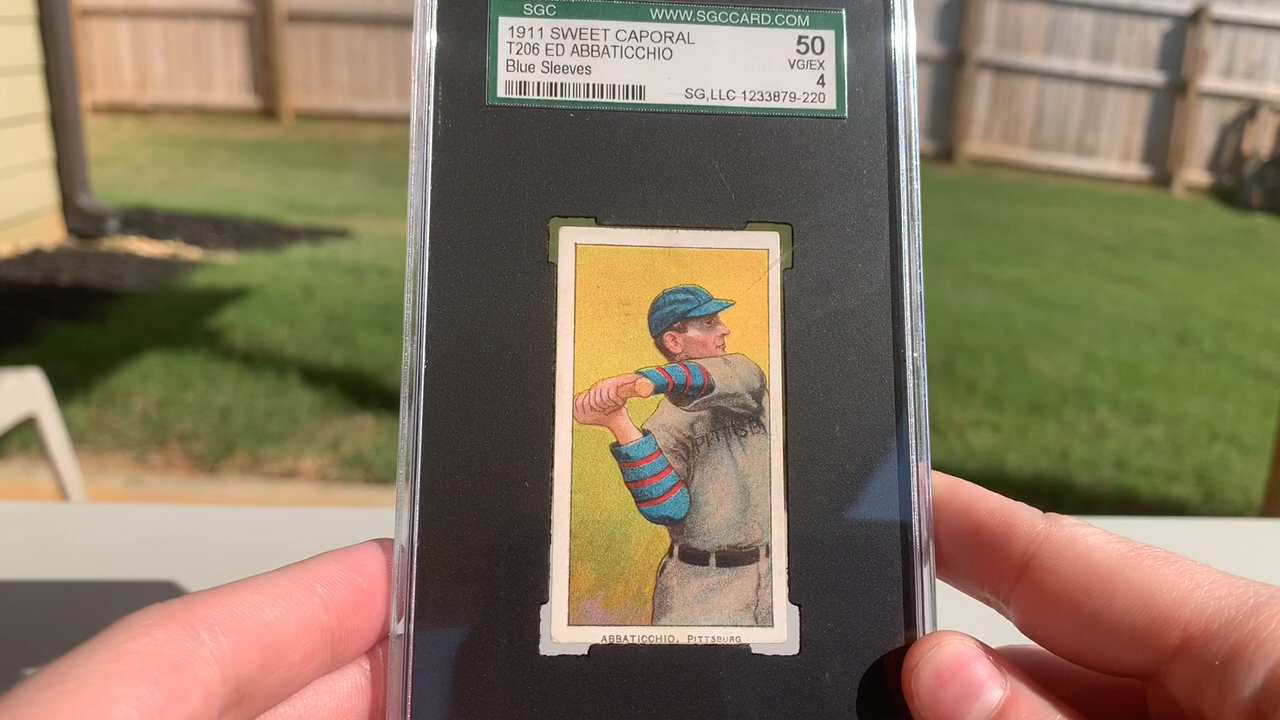 SGC WWW.SGCCARD.COM
1911 SWEET CAPORAL
T206 ED ABBATICCHIO
Blue Sleeves
50
VG/EX
4
SG,LLC 1233879-220
PITTSB
ABBATICCHIO, PITTSBURG